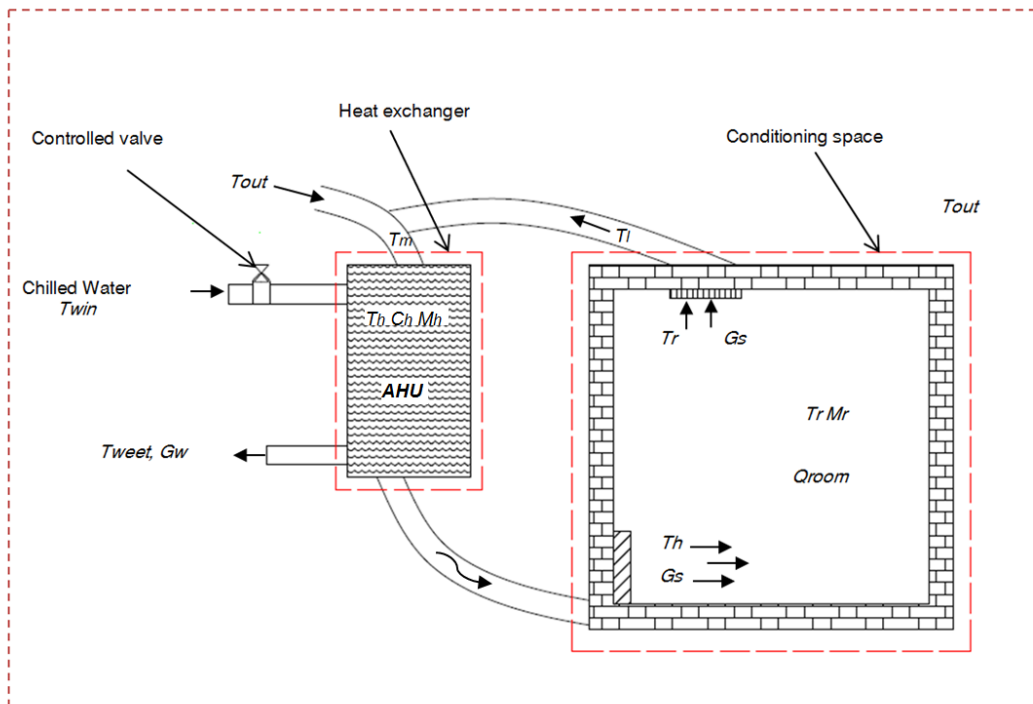 Heat exchanger
Controlled valve
Conditioning space
Tout
Tout
Tm
Tl
Chilled Water
Twin
Th Ch Mh
Tr
Gs
AHU
Tr Mr
Tweet, Gw
Qroom
Th
Gs